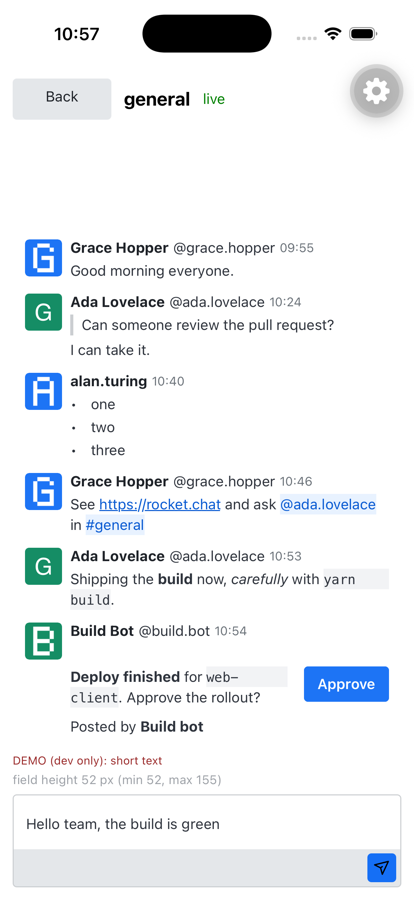 10:57
Back
general live
G
Grace Hopper @grace.hopper 09:55
Good morning everyone.
G
Ada Lovelace @ada.lovelace 10:24
Can someone review the pull request?
I can take it.
A
alan.turing 10:40
• one
• two
• three
G
Grace Hopper @grace.hopper 10:46
See https://rocket.chat and ask @ada.lovelace
in #general
G
Ada Lovelace @ada.lovelace 10:53
Shipping the build now, carefully with yarn
build.
B
Build Bot @build.bot 10:54
Deploy finished for web-
client. Approve the rollout?
Approve
Posted by Build bot
DEMO (dev only): short text
field height 52 px (min 52, max 155)
Hello team, the build is green